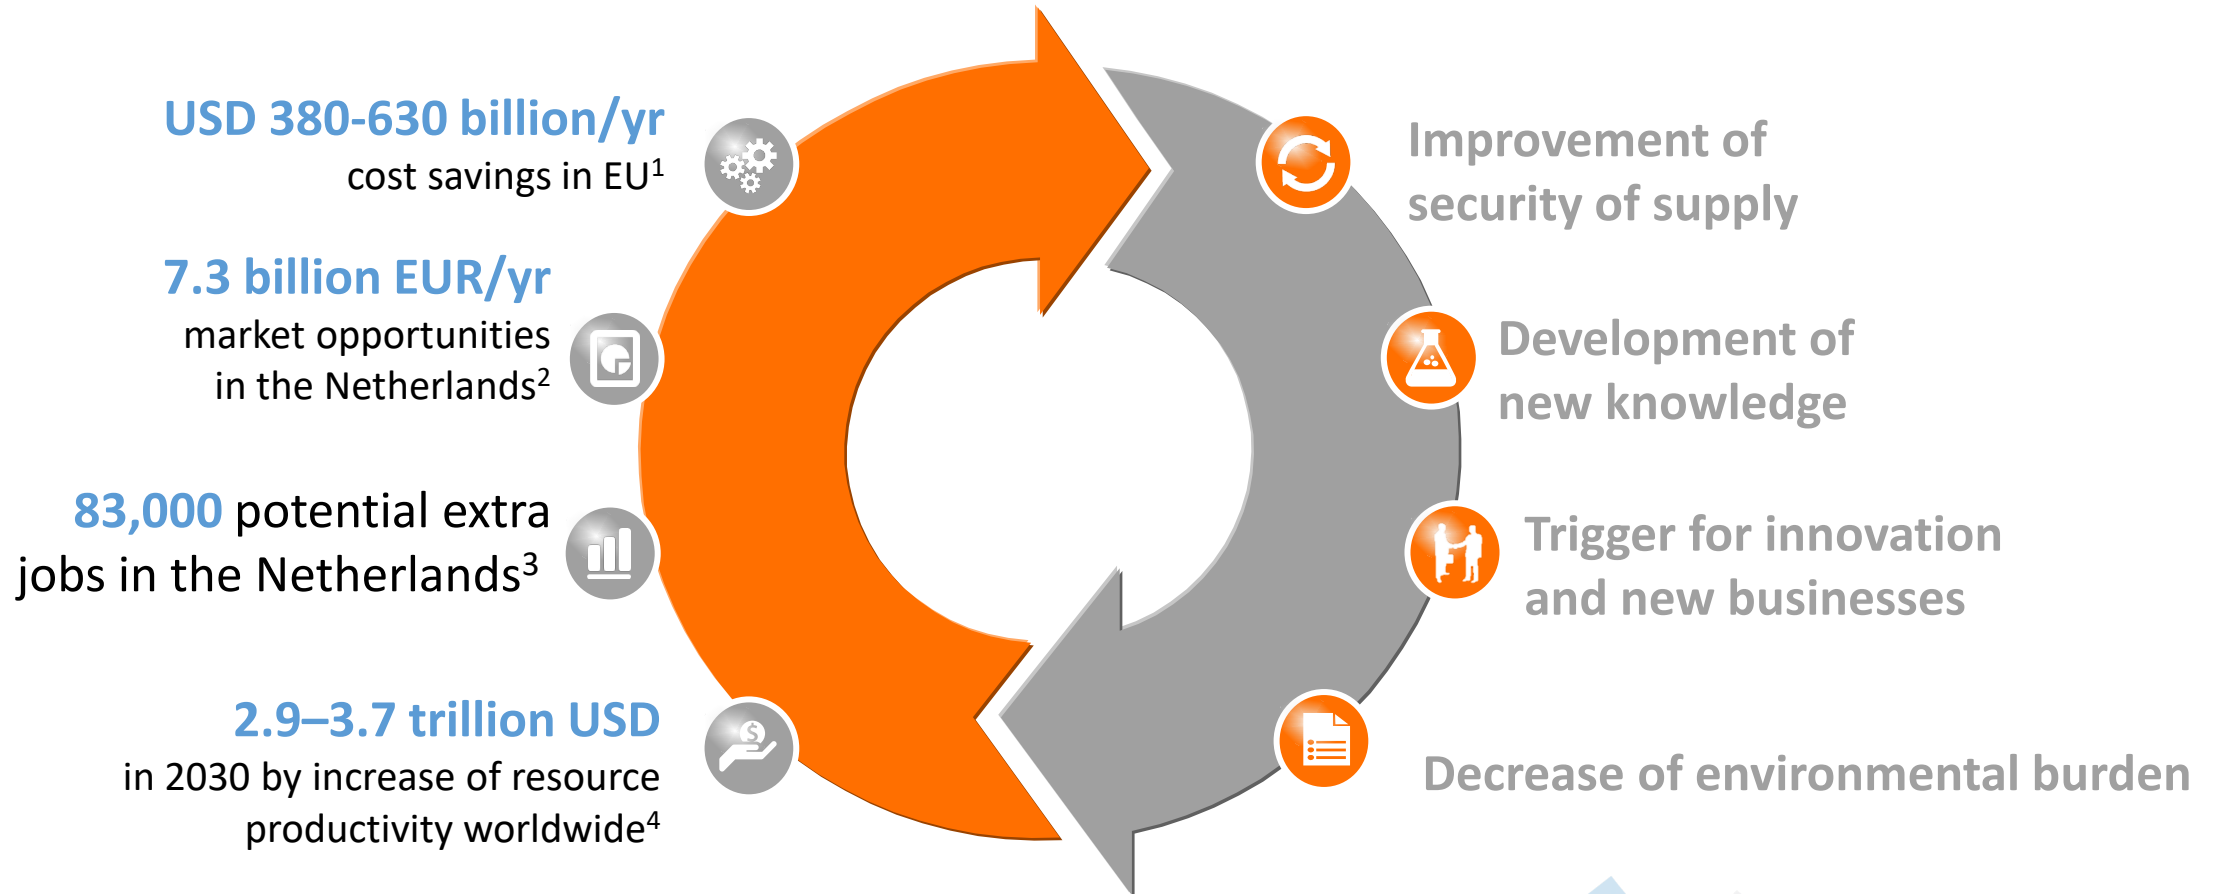 USD 380-630 billion/yr
cost savings in EU¹
7.3 billion EUR/yr
market opportunities
in the Netherlands²
83,000 potential extra
jobs in the Netherlands³
2.9–3.7 trillion USD
in 2030 by increase of resource
productivity worldwide⁴
Improvement of
security of supply
Development of
new knowledge
Trigger for innovation
and new businesses
Decrease of environmental burden
$